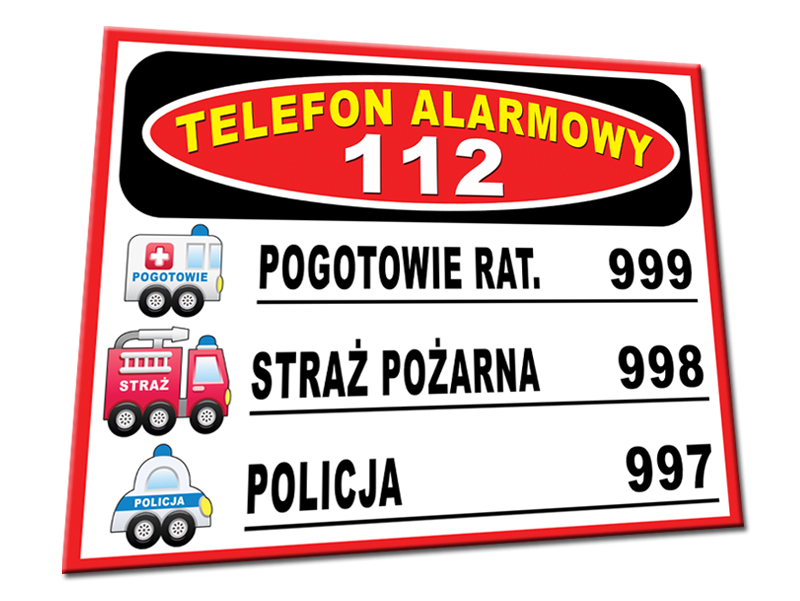 TELEFON ALARMOWY
112
POGOTOWIE
POGOTOWIE RAT. 999
STRAŻ
STRAŻ POŻARNA 998
POLICJA
POLICJA 997